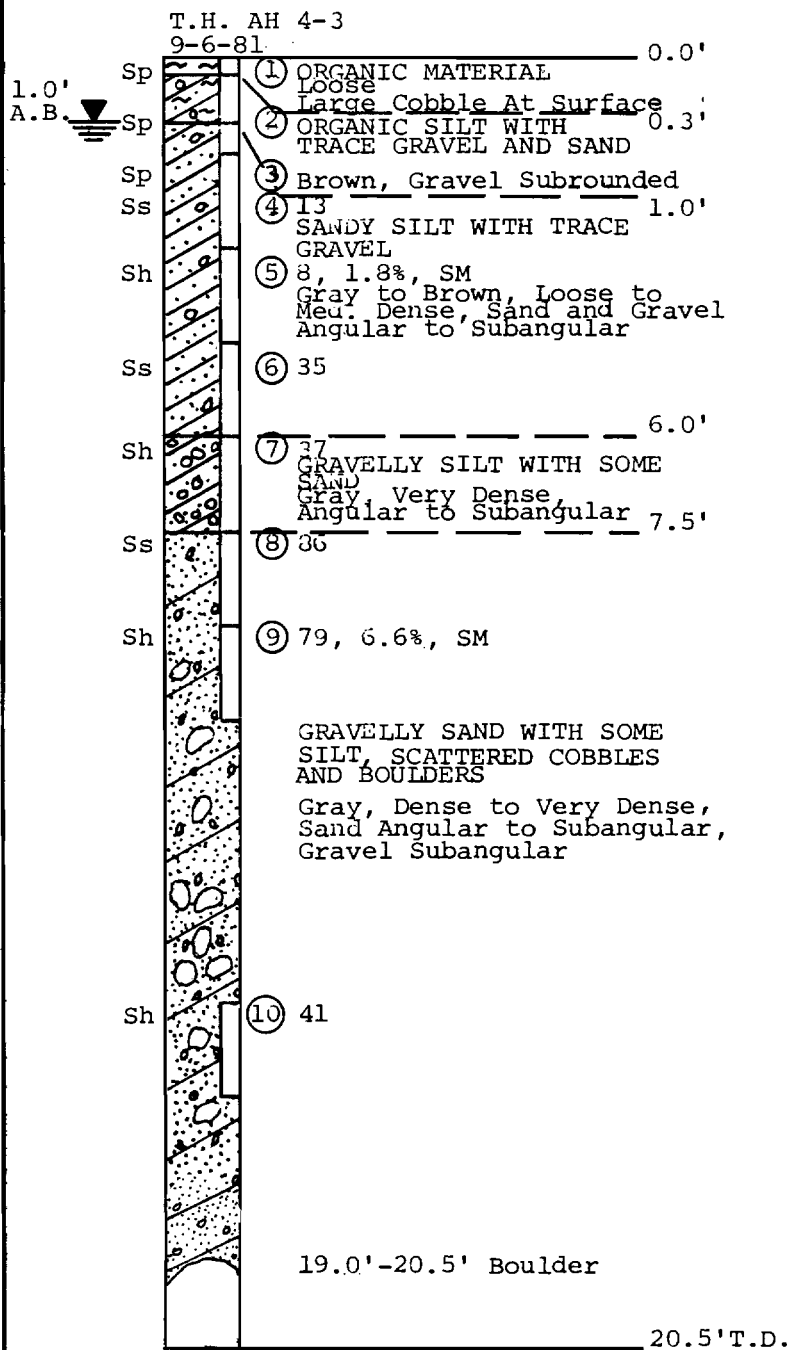 T.H. AH 4-3
9-6-81
0.0'
Sp ① ORGANIC MATERIAL
Loose
Large Cobble At Surface
1.0'
A.B.
0.3'
Sp ② ORGANIC SILT WITH
TRACE GRAVEL AND SAND
Sp ③ Brown, Gravel Subrounded
1.0'
Ss ④ 13
SANDY SILT WITH TRACE
GRAVEL
Sh ⑤ 8, 1.8%, SM
Gray to Brown, Loose to
Med. Dense, Sand and Gravel
Angular to Subangular
Ss ⑥ 35
6.0'
Sh ⑦ 37
GRAVELLY SILT WITH SOME
SAND
Gray, Very Dense,
Angular to Subangular
7.5'
Ss ⑧ 86
Sh ⑨ 79, 6.6%, SM
GRAVELLY SAND WITH SOME
SILT, SCATTERED COBBLES
AND BOULDERS
Gray, Dense to Very Dense,
Sand Angular to Subangular,
Gravel Subangular
Sh ⑩ 41
19.0'-20.5' Boulder
20.5'T.D.